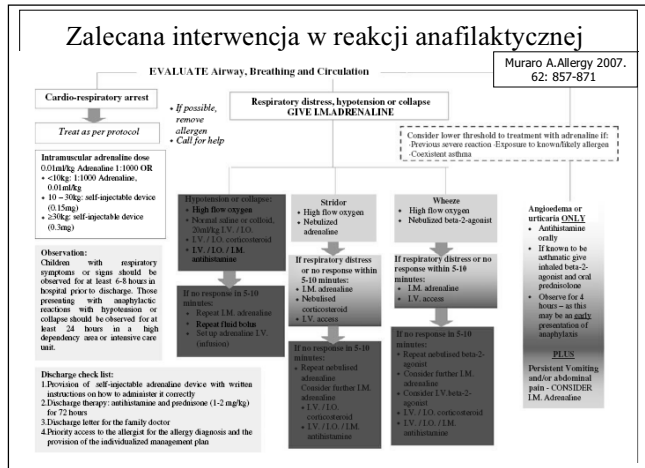 Zalecana interwencja w reakcji anafilaktycznej
Muraro A.Allergy 2007.
62: 857-871
EVALUATE Airway, Breathing and Circulation,
Cardio-respiratory arrest
Treat as per protocol
• If possible,
remove
allergen
• Call for help
Respiratory distress, hypotension or collapse
GIVE I.M.ADRENALINE
Consider lower threshold to treatment with adrenaline if:
-Previous severe reaction -Exposure to known/likely allergen
-Coexistent asthma
Intramuscular adrenaline dose
0.01ml/kg Adrenaline 1:1000 OR
• <10kg: 1:1000 Adrenaline,
0.01ml/kg
• 10 – 30kg: self-injectable device
(0.15mg)
• ≥30kg: self-injectable device
(0.3mg)
Observation:
Children with respiratory
symptoms or signs should be
observed for at least 6-8 hours in
hospital prior to discharge. Those
presenting with anaphylactic
reactions with hypotension or
collapse should be observed for at
least 24 hours in a high
dependency area or intensive care
unit.
Discharge check list:
1.Provision of self-injectable adrenaline device with written
instructions on how to administer it correctly
2.Discharge therapy: antihistamine and prednisone (1-2 mg/kg)
for 72 hours
3.Discharge letter for the family doctor
4.Priority access to the allergist for the allergy diagnosis and the
provision of the individualized management plan
Hypotension or collapse:
• High flow oxygen
• Normal saline or colloid,
20ml/kg I.V. / I.O.
• I.V. / I.O. corticosteroid
• I.V. / I.O. / I.M.
antihistamine
If no response in 5-10
minutes:
• Repeat I.M. adrenaline
• Repeat fluid bolus
• Set up adrenaline I.V.
(infusion)
Stridor
• High flow oxygen
• Nebulized
adrenaline
If respiratory distress
or no response within
5-10 minutes:
• I.M. adrenaline
• Nebulised
corticosteroid
• I.V. access
If no response in 5-10
minutes:
• Repeat nebulised
adrenaline
• Consider further I.M.
adrenaline
• I.V. / I.O.
corticosteroid
• I.V. / I.O. / I.M.
antihistamine
Wheeze
• High flow oxygen
• Nebulized beta-2-agonist
If respiratory distress or no
response within 5-10
minutes:
• I.M. adrenaline
• I.V. access
If no response in 5-10
minutes:
• Repeat nebulised beta-2-
agonist
• Consider further I.M.
adrenaline
• Consider I.V beta-2-
agonist
• I.V. / I.O. corticosteroid
• I.V. / I.O. / I.M.
antihistamine
Angioedema or
urticaria ONLY
• Antihistamine
orally
• If known to be
asthmatic give
inhaled beta-2-
agonist and oral
prednisolone
• Observe for 4
hours – as this
may be an early
presentation of
anaphylaxis
PLUS
Persistent Vomiting
and/or abdominal
pain - CONSIDER
I.M. Adrenaline